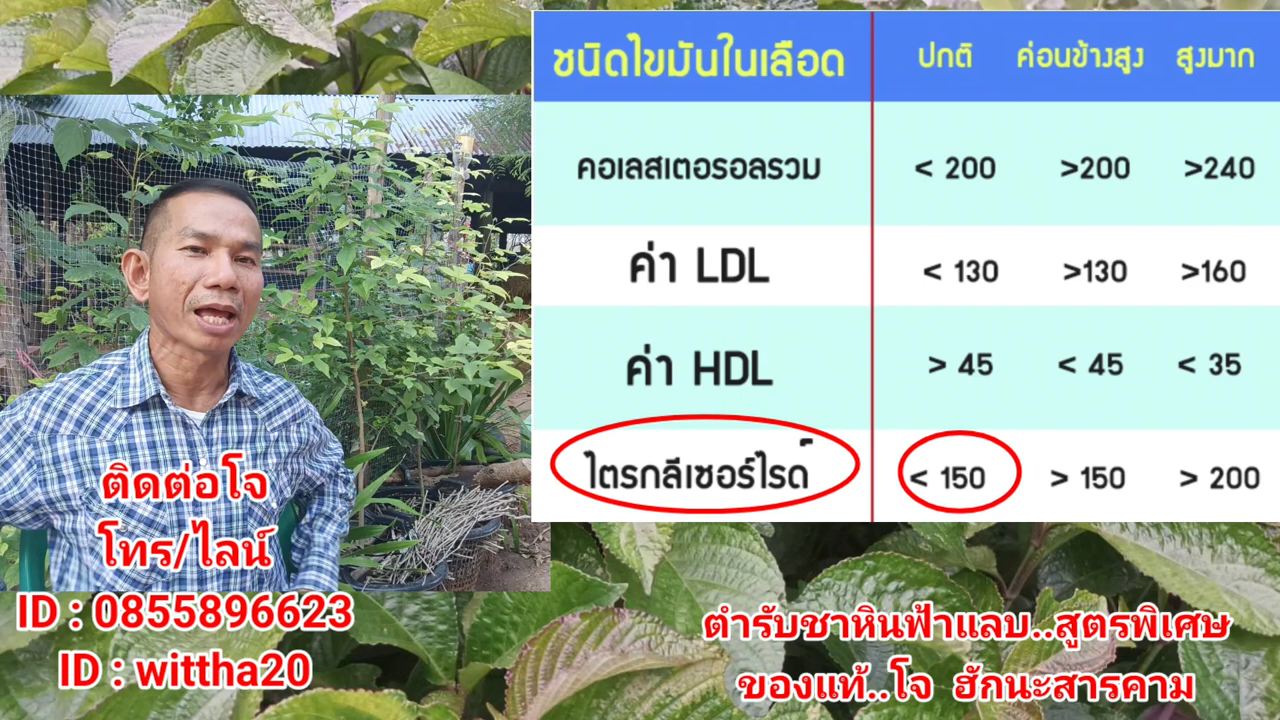 ชนิดไขมันในเลือด ปกติ ค่อนข้างสูง สูงมาก
คอเลสเตอรอลรวม < 200 >200 >240
ค่า LDL < 130 >130 >160
ค่า HDL > 45 < 45 < 35
ไตรกลีเซอร์ไรด์ < 150 > 150 > 200
ติดต่อโจ
โทร/ไลน์
ID : 0855896623
ID : wittha20
ตำรับชาหินฟ้าแลบ..สูตรพิเศษ
ของแท้..โจ ฮักนะสารคาม